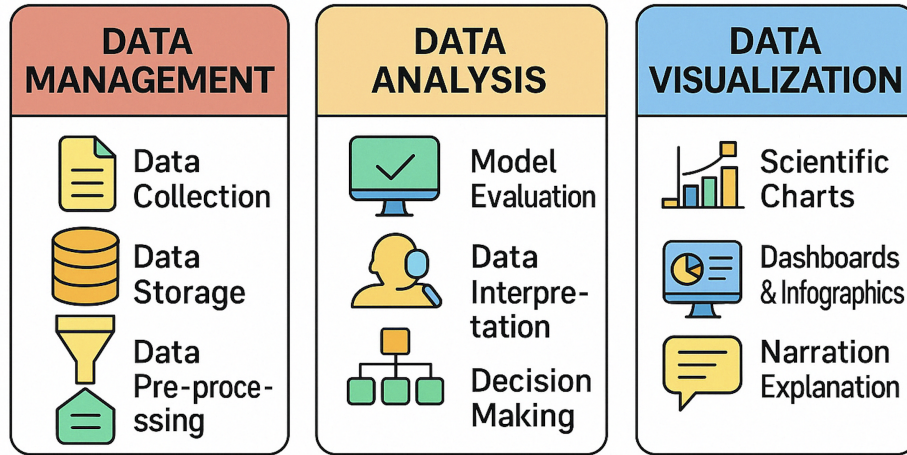 DATA
MANAGEMENT
Data
Collection
Data
Storage
Data
Pre-proce-
ssing
DATA
ANALYSIS
Model
Evaluation
Data
Interpre-
tation
Decision
Making
DATA
VISUALIZATION
Scientific
Charts
Dashboards
& Infographics
Narration
Explanation